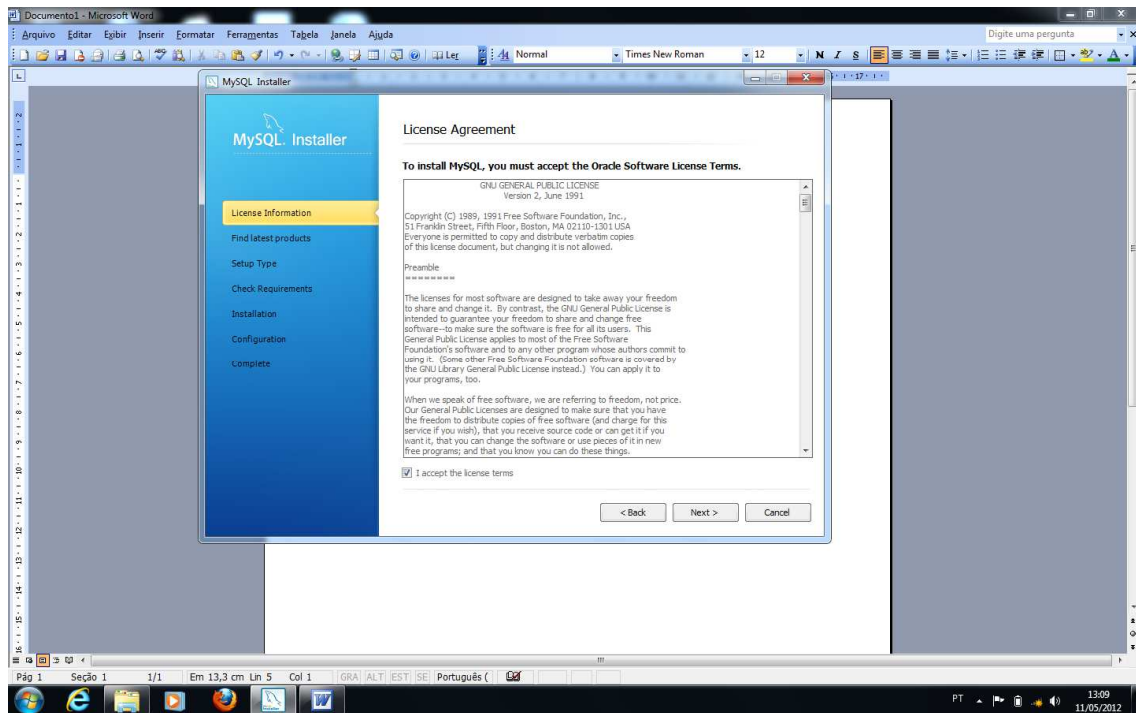 Documento1 - Microsoft Word
Arquivo Editar Exibir Inserir Formatar Ferramentas Tabela Janela Ajuda
Digite uma pergunta
Ler
Normal
Times New Roman
12
N I S
MySQL Installer
MySQL. Installer
License Information
Find latest products
Setup Type
Check Requirements
Installation
Configuration
Complete
License Agreement
To install MySQL, you must accept the Oracle Software License Terms.
GNU GENERAL PUBLIC LICENSE
Version 2, June 1991
Copyright (C) 1989, 1991 Free Software Foundation, Inc.,
51 Franklin Street, Fifth Floor, Boston, MA 02110-1301 USA
Everyone is permitted to copy and distribute verbatim copies
of this license document, but changing it is not allowed.
Preamble
========
The licenses for most software are designed to take away your freedom
to share and change it. By contrast, the GNU General Public License is
intended to guarantee your freedom to share and change free
software--to make sure the software is free for all its users. This
General Public License applies to most of the Free Software
Foundation's software and to any other program whose authors commit to
using it. (Some other Free Software Foundation software is covered by
the GNU Library General Public License instead.) You can apply it to
your programs, too.
When we speak of free software, we are referring to freedom, not price.
Our General Public Licenses are designed to make sure that you have
the freedom to distribute copies of free software (and charge for this
service if you wish), that you receive source code or can get it if you
want it, that you can change the software or use pieces of it in new
free programs; and that you know you can do these things.
I accept the license terms
< Back
Next >
Cancel
Pág 1 Seção 1 1/1 Em 13,3 cm Lin 5 Col 1 GRA ALT EST SE Português (
PT
13:09
11/05/2012